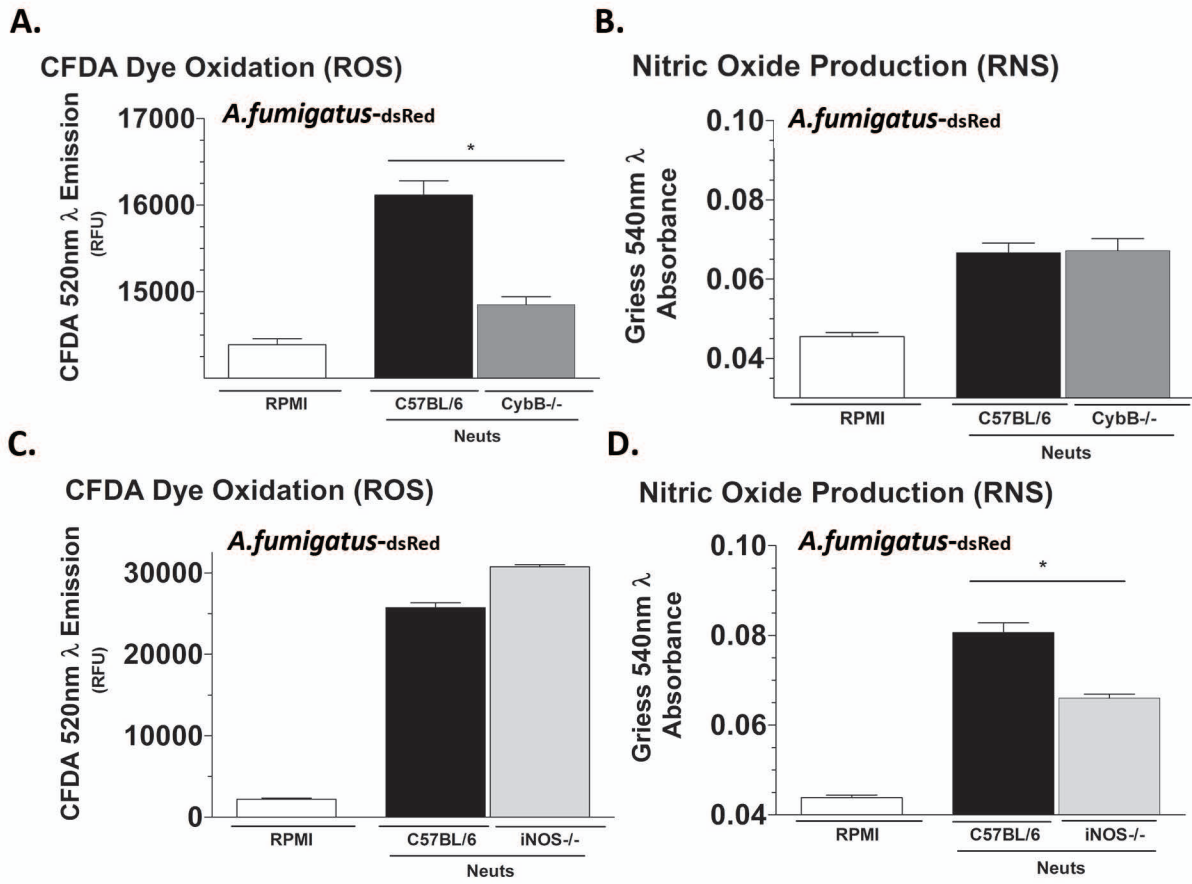 A.
CFDA Dye Oxidation (ROS)
A.fumigatus-dsRed
CFDA 520nm λ Emission
(RFU)
17000
16000
15000
*
RPMI
C57BL/6
CybB-/-
Neuts
B.
Nitric Oxide Production (RNS)
A.fumigatus-dsRed
Griess 540nm λ
Absorbance
0.10
0.08
0.06
0.04
RPMI
C57BL/6
CybB-/-
Neuts
C.
CFDA Dye Oxidation (ROS)
A.fumigatus-dsRed
CFDA 520nm λ Emission
(RFU)
30000
20000
10000
0
RPMI
C57BL/6
iNOS-/-
Neuts
D.
Nitric Oxide Production (RNS)
A.fumigatus-dsRed
Griess 540nm λ
Absorbance
0.10
0.08
0.06
0.04
*
RPMI
C57BL/6
iNOS-/-
Neuts